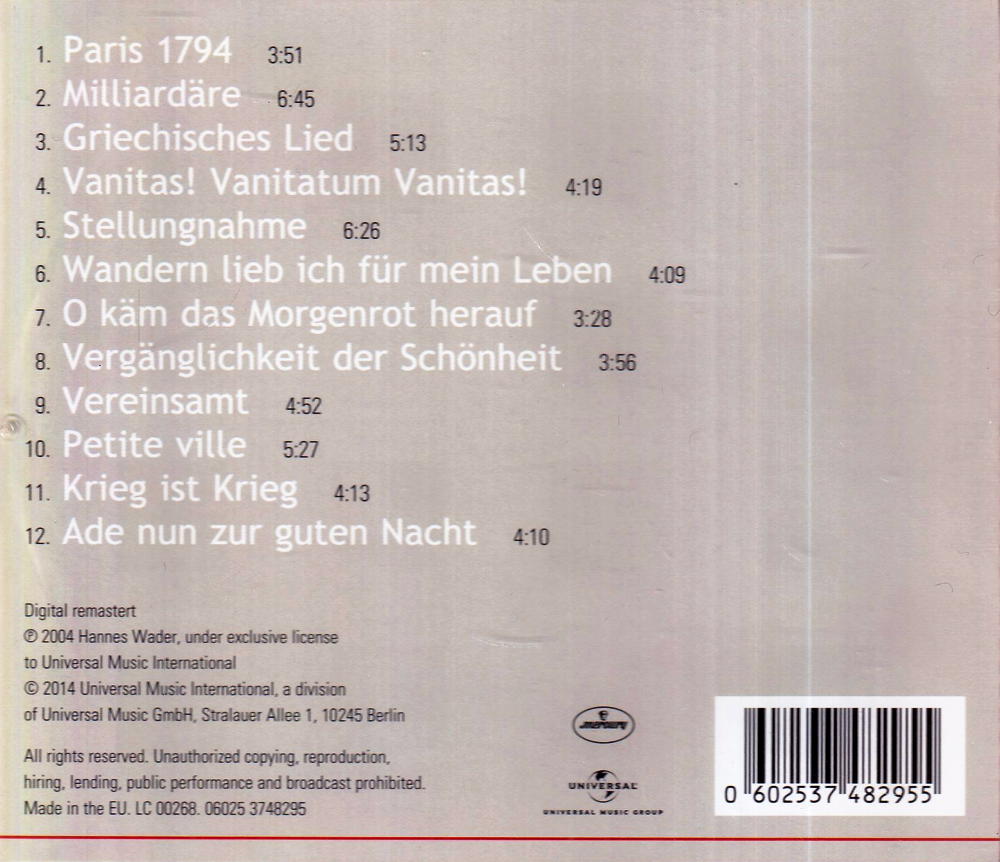 1. Paris 1794 3:51
2. Milliardäre 6:45
3. Griechisches Lied 5:13
4. Vanitas! Vanitatum Vanitas! 4:19
5. Stellungnahme 6:26
6. Wandern lieb ich für mein Leben 4:09
7. O käm das Morgenrot herauf 3:28
8. Vergänglichkeit der Schönheit 3:56
9. Vereinsamt 4:52
10. Petite ville 5:27
11. Krieg ist Krieg 4:13
12. Ade nun zur guten Nacht 4:10
Digital remastert
℗ 2004 Hannes Wader, under exclusive license
to Universal Music International
© 2014 Universal Music International, a division
of Universal Music GmbH, Stralauer Allee 1, 10245 Berlin
All rights reserved. Unauthorized copying, reproduction,
hiring, lending, public performance and broadcast prohibited.
Made in the EU. LC 00268. 06025 3748295
mercury
UNIVERSAL
UNIVERSAL MUSIC GROUP
0 602537 482955